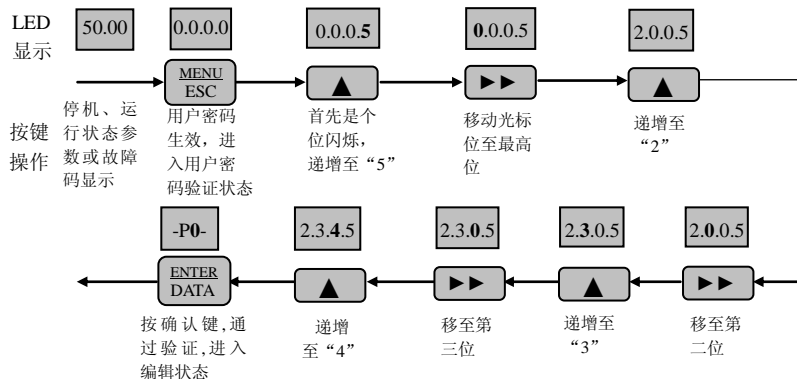 LED
显示
50.00
0.0.0.0
0.0.0.5
0.0.0.5
2.0.0.5
按键
操作
MENU
ESC
▲
►►
▲
停机、运
行状态参
数或故障
码显示
用户密码
生效，进
入用户密
码验证状态
首先是个
位闪烁，
递增至“5”
移动光标
位至最高
位
递增至
“2”
-P0-
2.3.4.5
2.3.0.5
2.3.0.5
2.0.0.5
ENTER
DATA
▲
►►
▲
►►
按确认键,通
过验证,进入
编辑状态
递增
至“4”
移至第
三位
递增至
“3”
移至第
二位